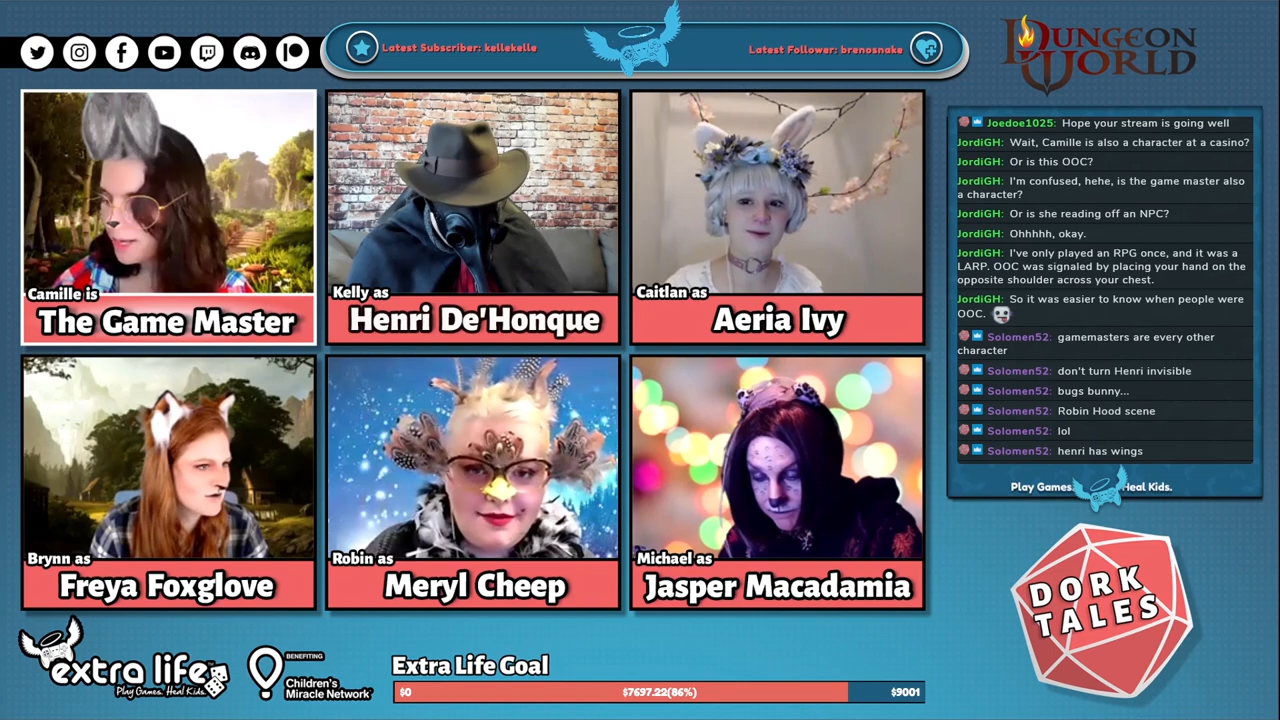 Latest Subscriber: kellekelle
Latest Follower: brenosnake
DUNGEON
WORLD
Camille is
The Game Master
Kelly as
Henri De'Honque
Caitlan as
Aeria Ivy
Brynn as
Freya Foxglove
Robin as
Meryl Cheep
Michael as
Jasper Macadamia
Joedoe1025: Hope your stream is going well
JordiGH: Wait, Camille is also a character at a casino?
JordiGH: Or is this OOC?
JordiGH: I'm confused, hehe, is the game master also
a character?
JordiGH: Or is she reading off an NPC?
JordiGH: Ohhhhh, okay.
JordiGH: I've only played an RPG once, and it was a
LARP. OOC was signaled by placing your hand on the
opposite shoulder across your chest.
JordiGH: So it was easier to know when people were
OOC.
Solomen52: gamemasters are every other
character
Solomen52: don't turn Henri invisible
Solomen52: bugs bunny...
Solomen52: Robin Hood scene
Solomen52: lol
Solomen52: henri has wings
Play Games. Heal Kids.
DORK
TALES
extra life
Play Games. Heal Kids.
BENEFITING
Children's
Miracle Network
Extra Life Goal
$0 $7697.22(86%) $9001